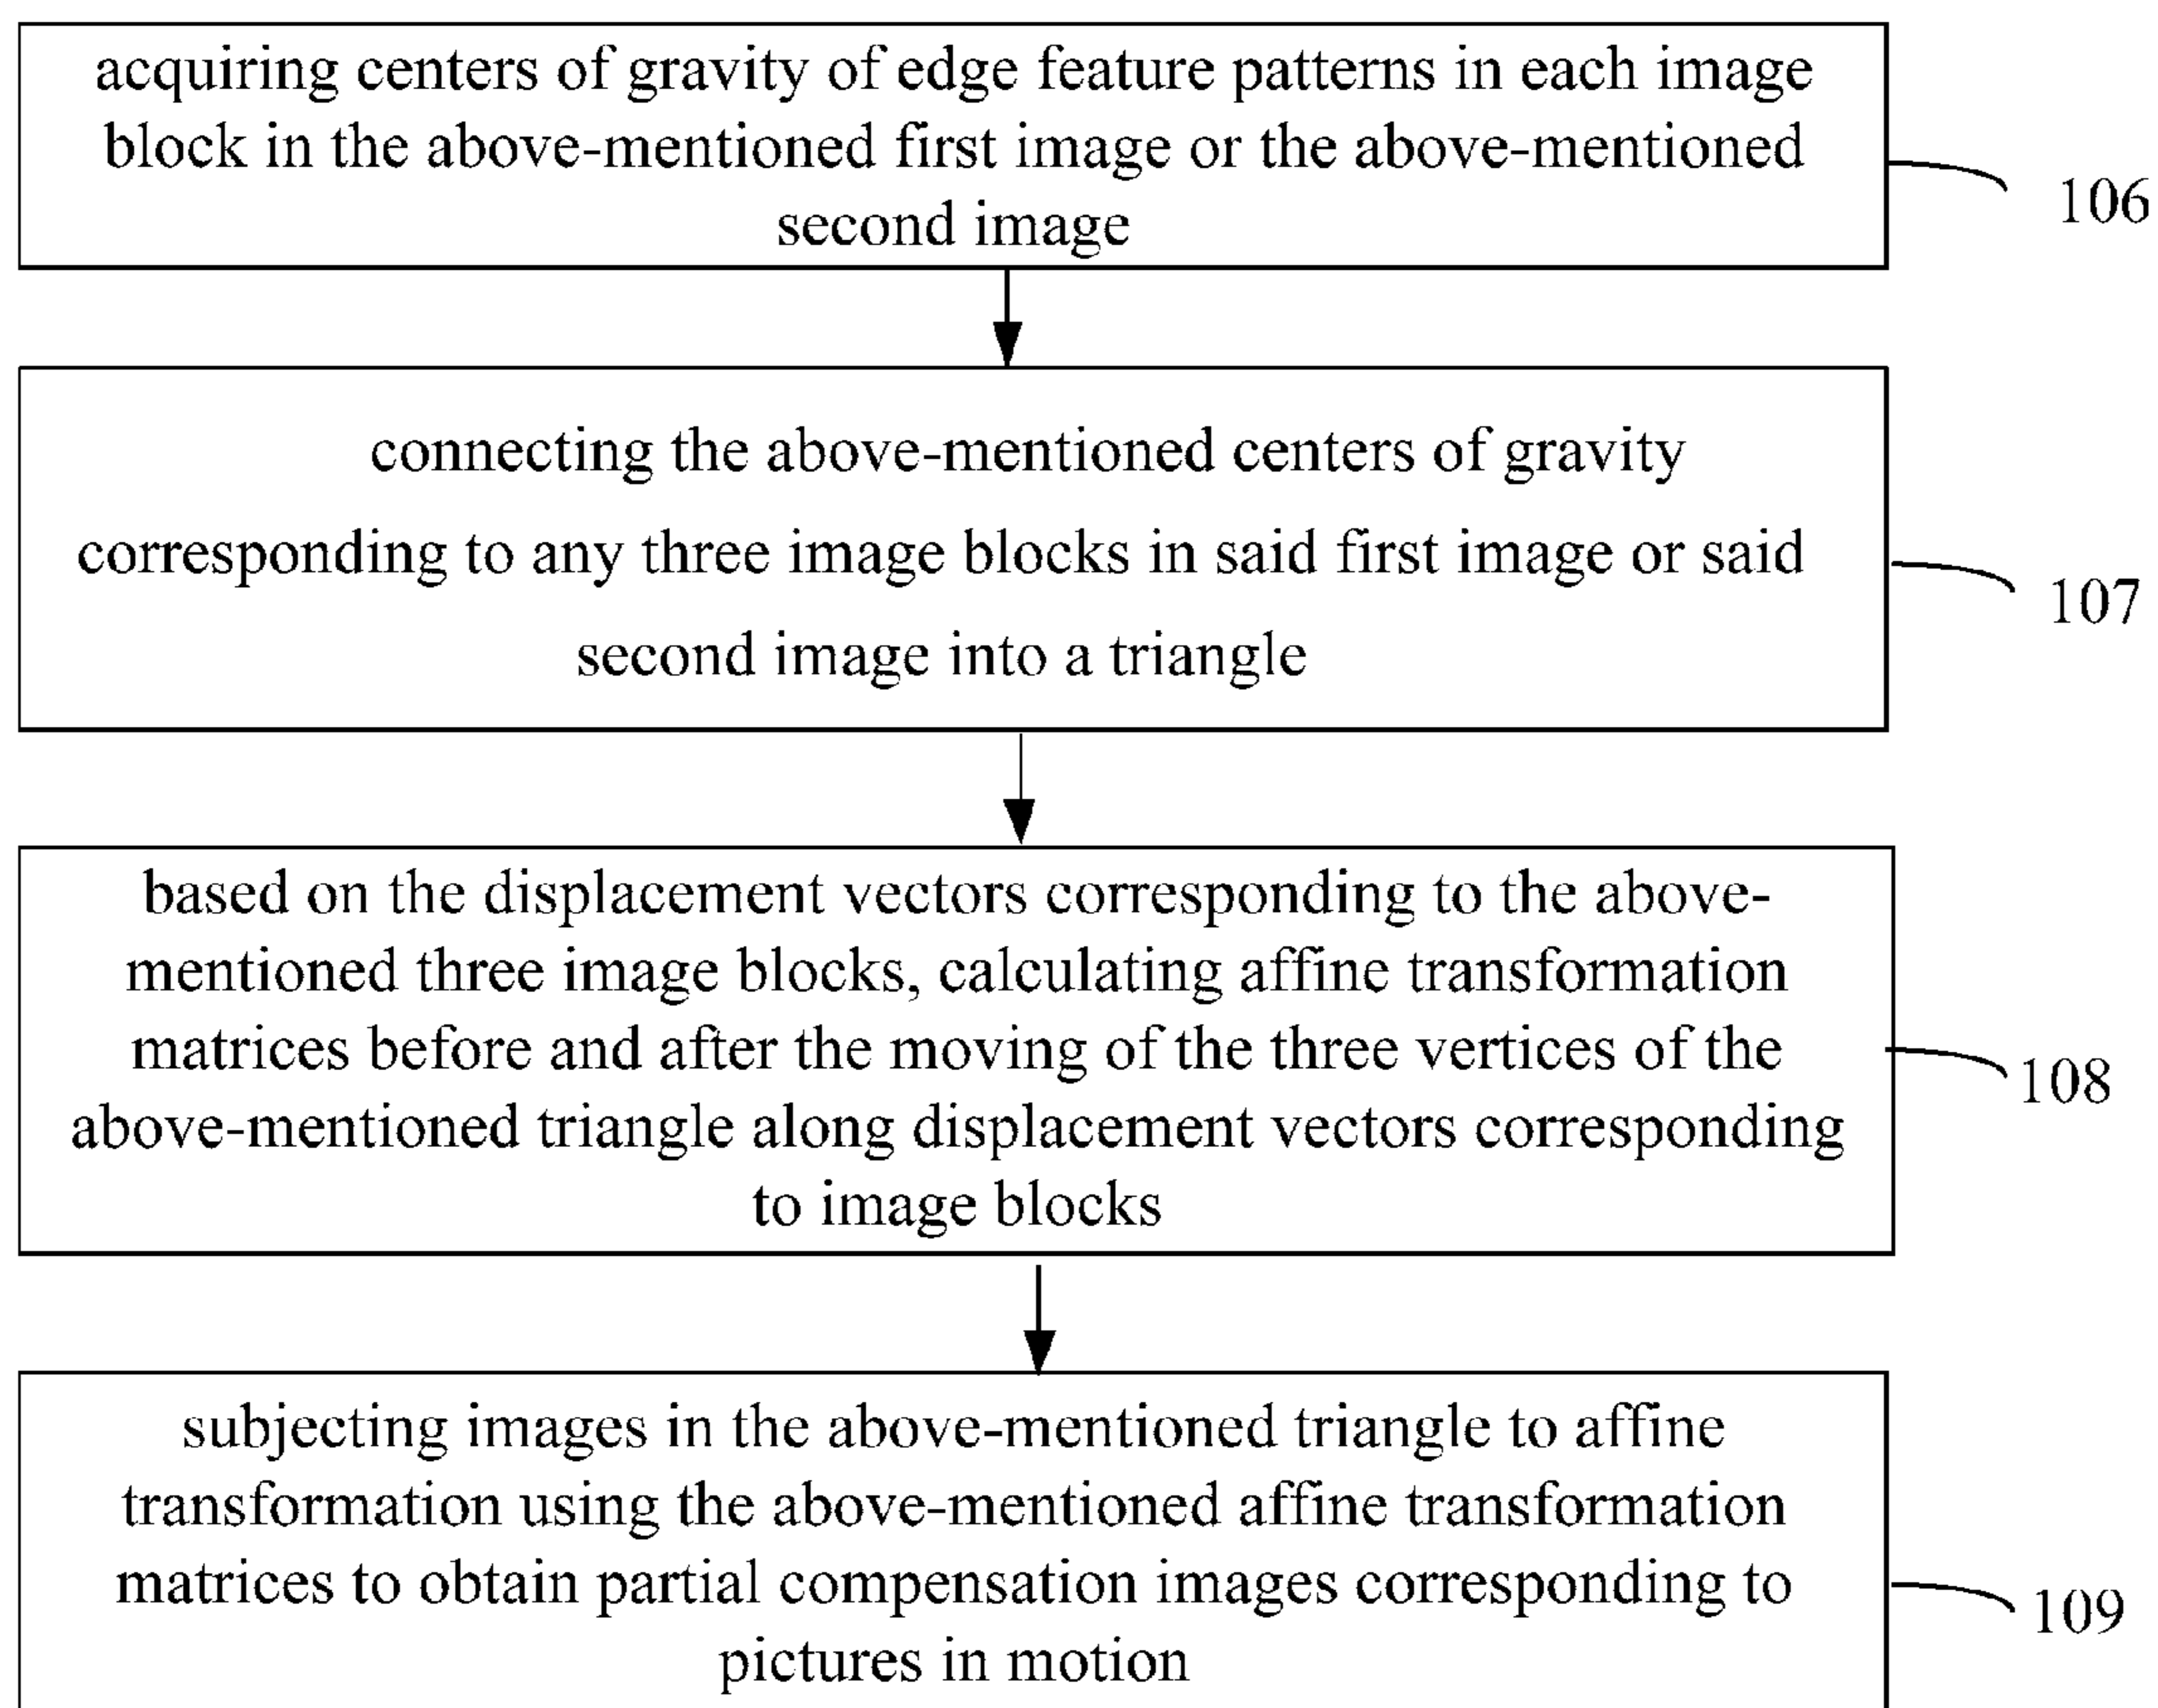 acquiring centers of gravity of edge feature patterns in each image
block in the above-mentioned first image or the above-mentioned
second image
106
connecting the above-mentioned centers of gravity
corresponding to any three image blocks in said first image or said
second image into a triangle
107
based on the displacement vectors corresponding to the above-
mentioned three image blocks, calculating affine transformation
matrices before and after the moving of the three vertices of the
above-mentioned triangle along displacement vectors corresponding
to image blocks
108
subjecting images in the above-mentioned triangle to affine
transformation using the above-mentioned affine transformation
matrices to obtain partial compensation images corresponding to
pictures in motion
109